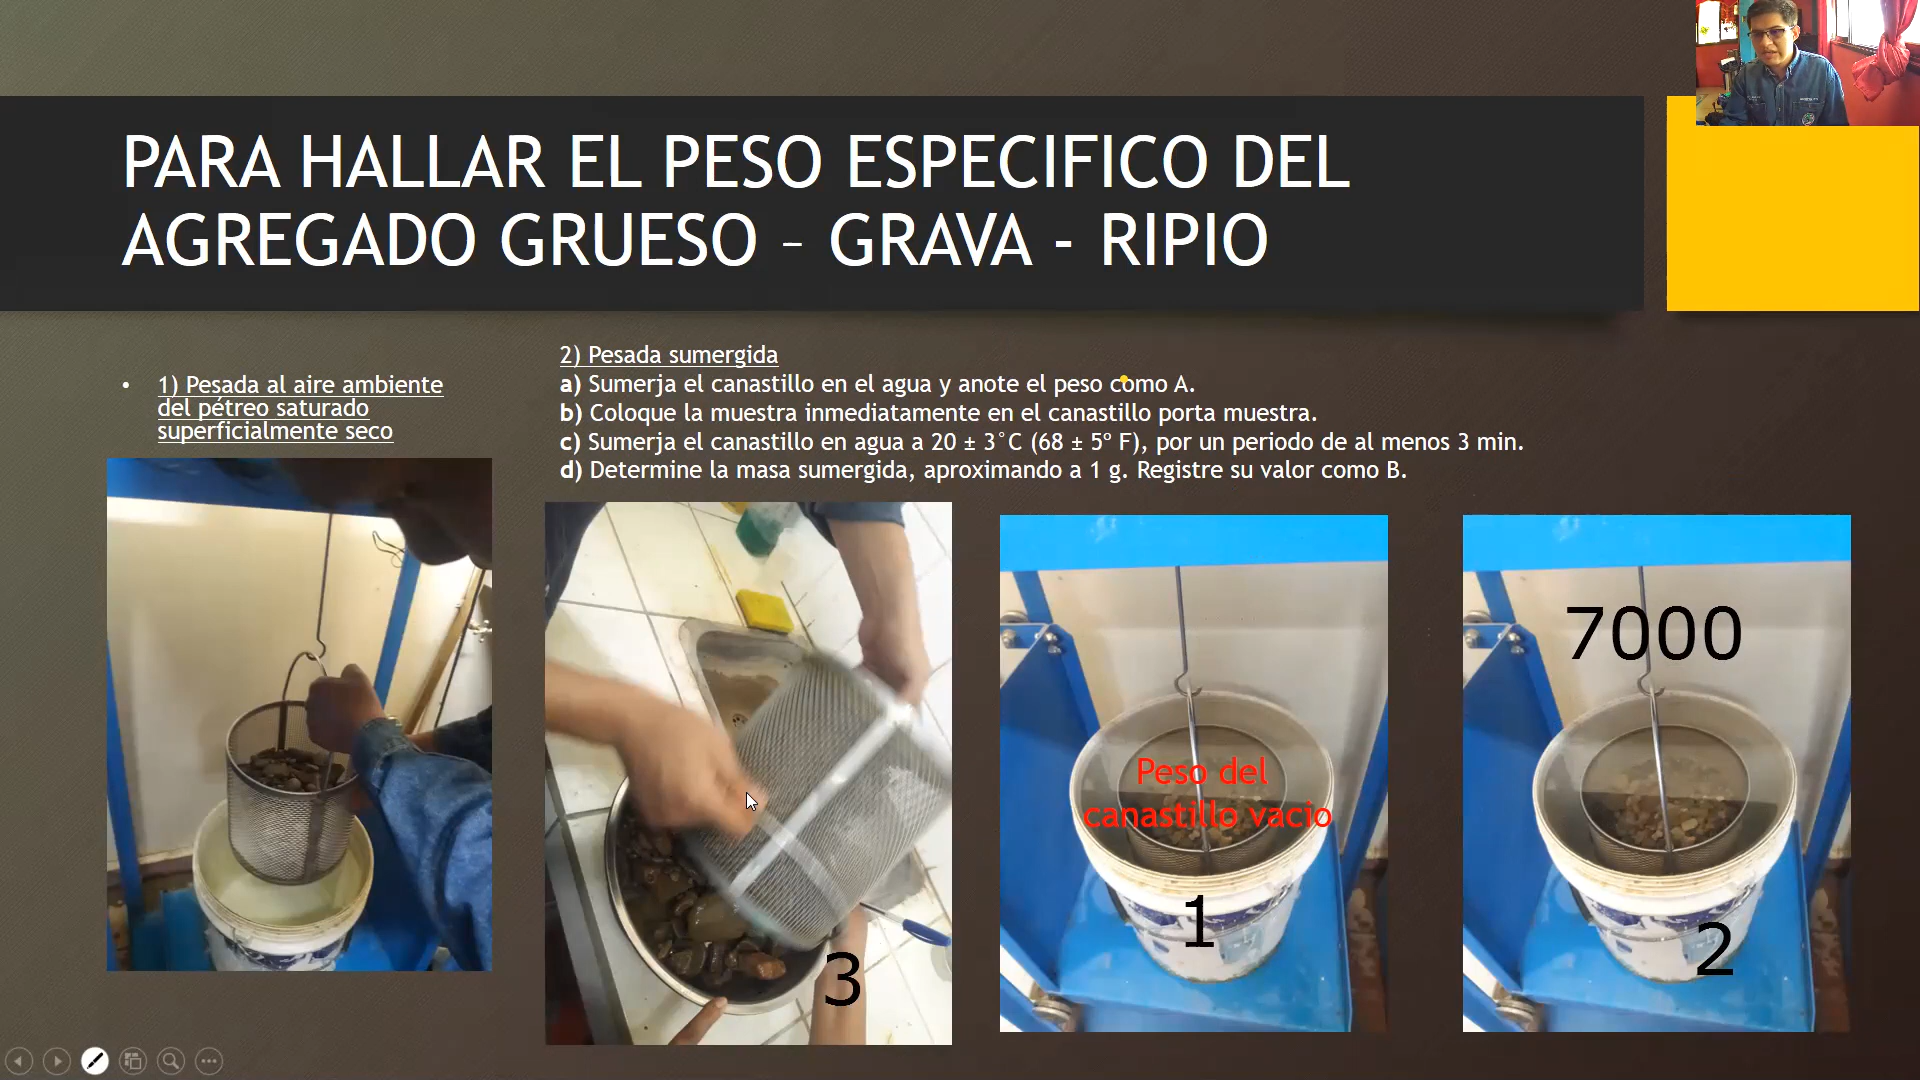 PARA HALLAR EL PESO ESPECIFICO DEL
AGREGADO GRUESO – GRAVA - RIPIO
• 1) Pesada al aire ambiente
del pétreo saturado
superficialmente seco
2) Pesada sumergida
a) Sumerja el canastillo en el agua y anote el peso como A.
b) Coloque la muestra inmediatamente en el canastillo porta muestra.
c) Sumerja el canastillo en agua a 20 ± 3°C (68 ± 5º F), por un periodo de al menos 3 min.
d) Determine la masa sumergida, aproximando a 1 g. Registre su valor como B.
3
Peso del
canastillo vacio
1
7000
2